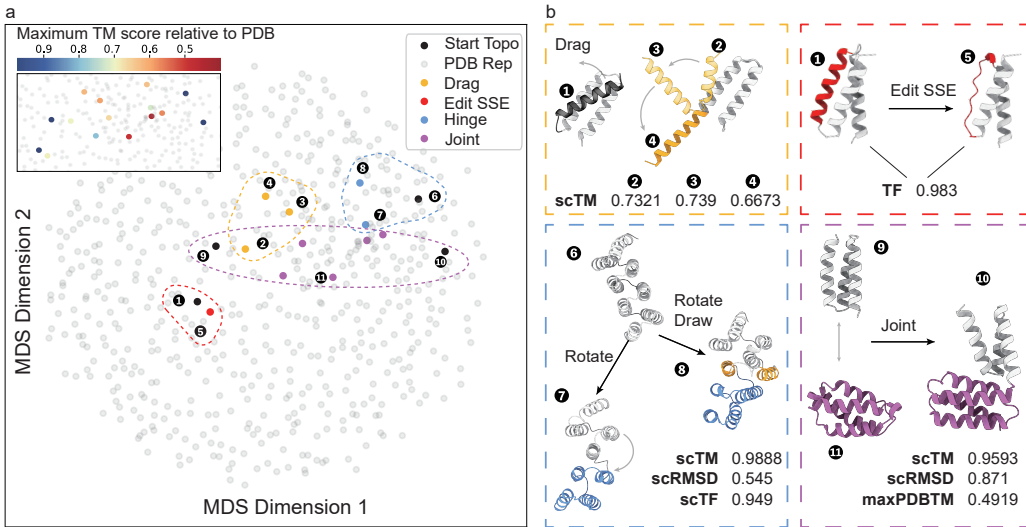 a
Maximum TM score relative to PDB
0.9 0.8 0.7 0.6 0.5
Start Topo
PDB Rep
Drag
Edit SSE
Hinge
Joint
8
6
4
3
7
2
9
10
11
1
5
MDS Dimension 2
MDS Dimension 1
b
Drag
1
3
2
4
2 3 4
scTM 0.7321 0.739 0.6673
1
5
Edit SSE
TF 0.983
6
Rotate
Draw
Rotate
8
7
scTM 0.9888
scRMSD 0.545
scTF 0.949
9
10
Joint
11
scTM 0.9593
scRMSD 0.871
maxPDBTM 0.4919